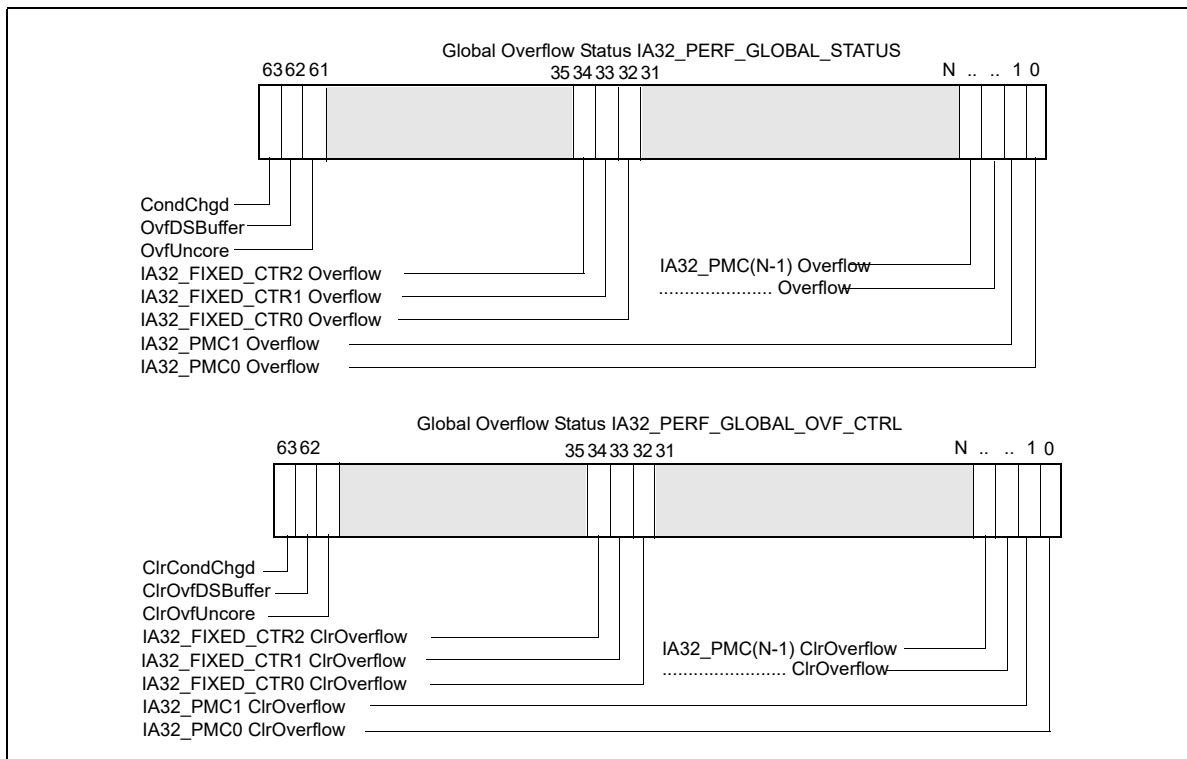 Global Overflow Status IA32_PERF_GLOBAL_STATUS
63 62 61 35 34 33 32 31 N .. .. 1 0
CondChgd
OvfDSBuffer
OvfUncore
IA32_FIXED_CTR2 Overflow
IA32_FIXED_CTR1 Overflow
IA32_FIXED_CTR0 Overflow
IA32_PMC1 Overflow
IA32_PMC0 Overflow
IA32_PMC(N-1) Overflow
...................... Overflow
Global Overflow Status IA32_PERF_GLOBAL_OVF_CTRL
63 62 35 34 33 32 31 N .. .. 1 0
ClrCondChgd
ClrOvfDSBuffer
ClrOvfUncore
IA32_FIXED_CTR2 ClrOverflow
IA32_FIXED_CTR1 ClrOverflow
IA32_FIXED_CTR0 ClrOverflow
IA32_PMC1 ClrOverflow
IA32_PMC0 ClrOverflow
IA32_PMC(N-1) ClrOverflow
........................ ClrOverflow